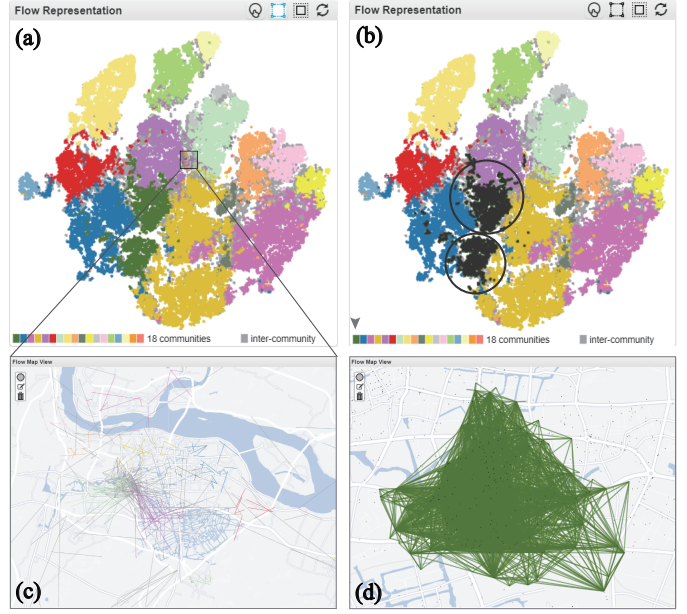 Flow Representation
(a)
18 communities
inter-community
Flow Representation
(b)
18 communities
inter-community
Flow Map View
(c)
Flow Map View
(d)